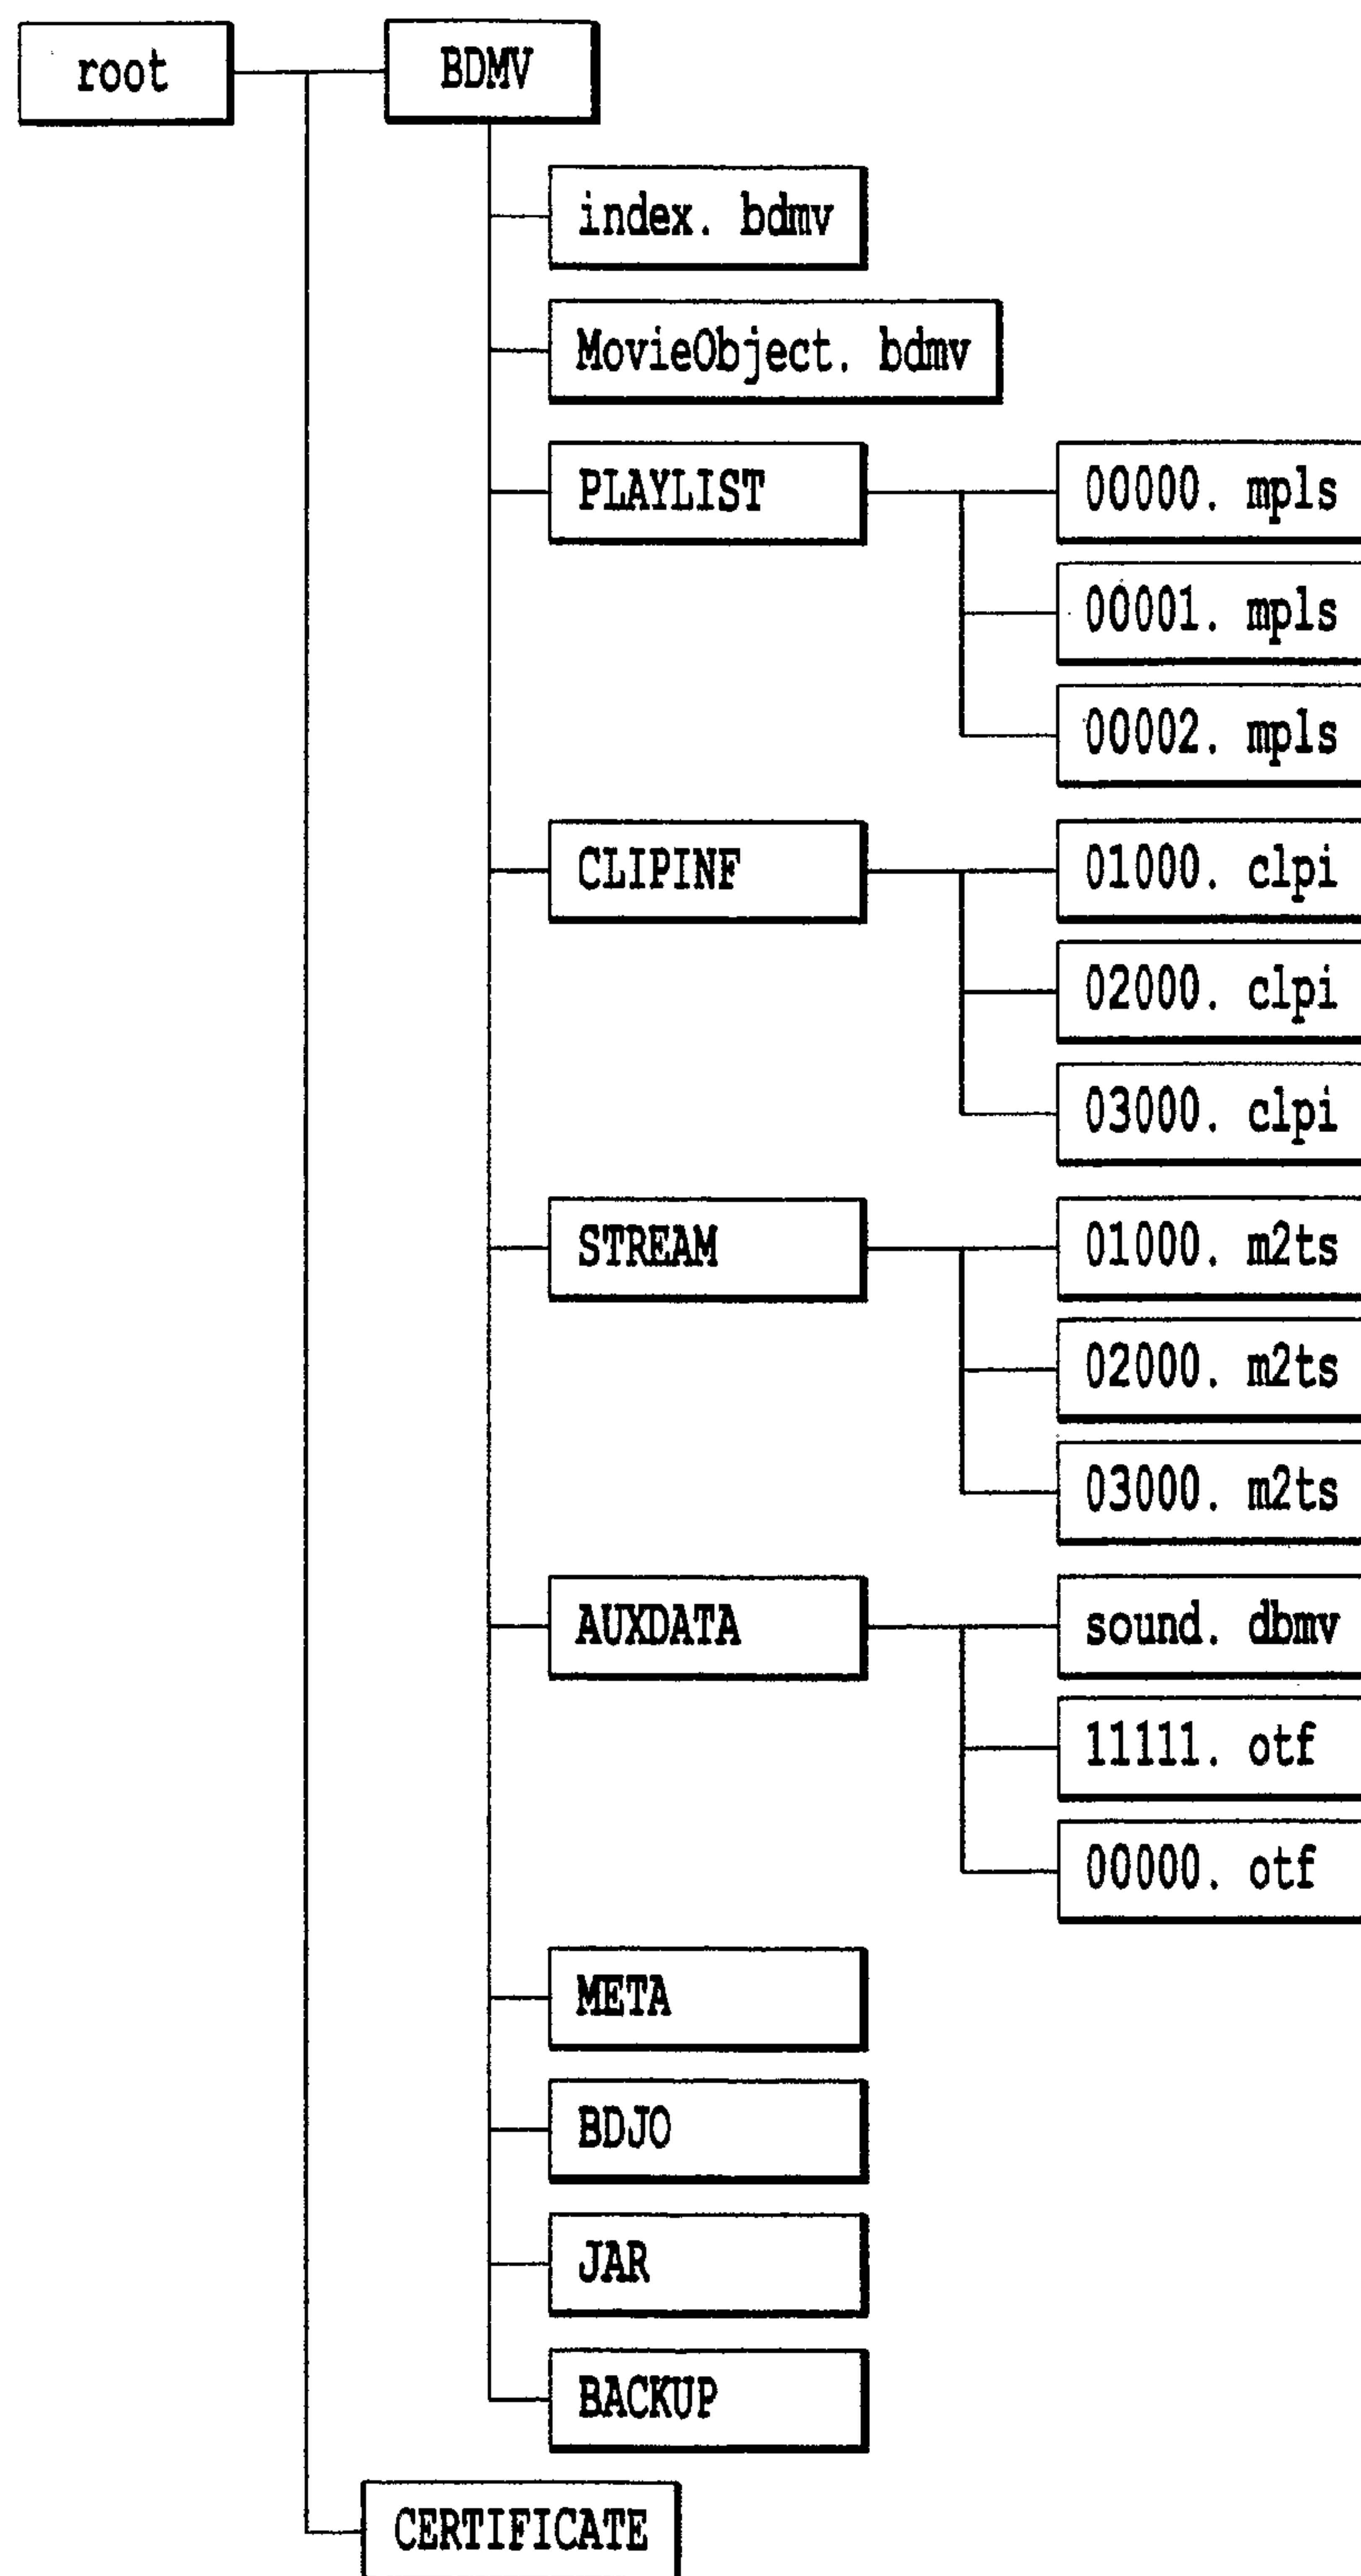 root
BDMV
index. bdmv
MovieObject. bdmv
PLAYLIST
00000. mpls
00001. mpls
00002. mpls
CLIPINF
01000. clpi
02000. clpi
03000. clpi
STREAM
01000. m2ts
02000. m2ts
03000. m2ts
AUXDATA
sound. dbmv
11111. otf
00000. otf
META
BDJO
JAR
BACKUP
CERTIFICATE